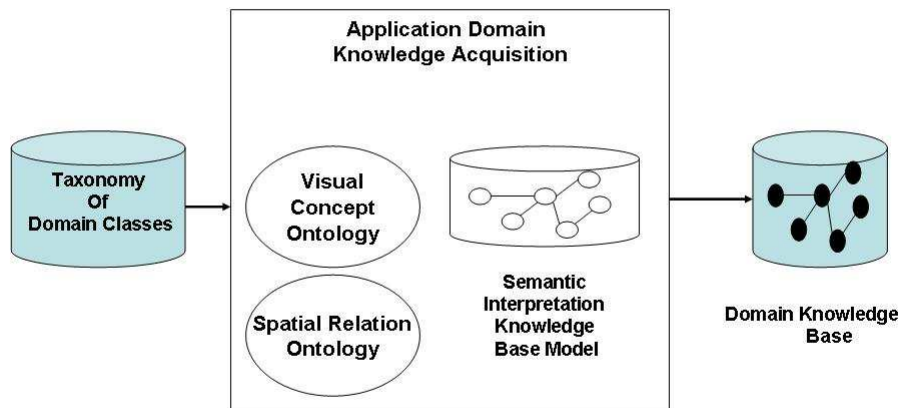 Application Domain
Knowledge Acquisition
Taxonomy
Of
Domain Classes
Visual
Concept
Ontology
Spatial Relation
Ontology
Semantic
Interpretation
Knowledge
Base Model
Domain Knowledge
Base